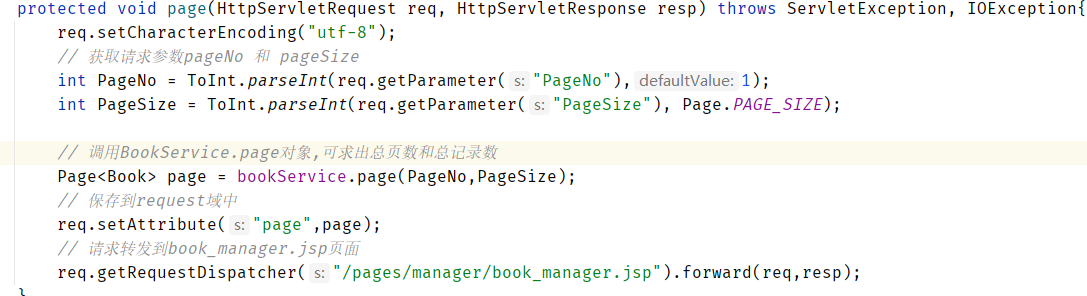 protected void page(HttpServletRequest req, HttpServletResponse resp) throws ServletException, IOException{
req.setCharacterEncoding("utf-8");
// 获取请求参数pageNo 和 pageSize
int PageNo = ToInt.parseInt(req.getParameter( s: "PageNo"), defaultValue: 1);
int PageSize = ToInt.parseInt(req.getParameter( s: "PageSize"), Page.PAGE_SIZE);
// 调用BookService.page对象,可求出总页数和总记录数
Page<Book> page = bookService.page(PageNo,PageSize);
// 保存到request域中
req.setAttribute( s: "page",page);
// 请求转发到book_manager.jsp页面
req.getRequestDispatcher( s: "/pages/manager/book_manager.jsp").forward(req,resp);
}